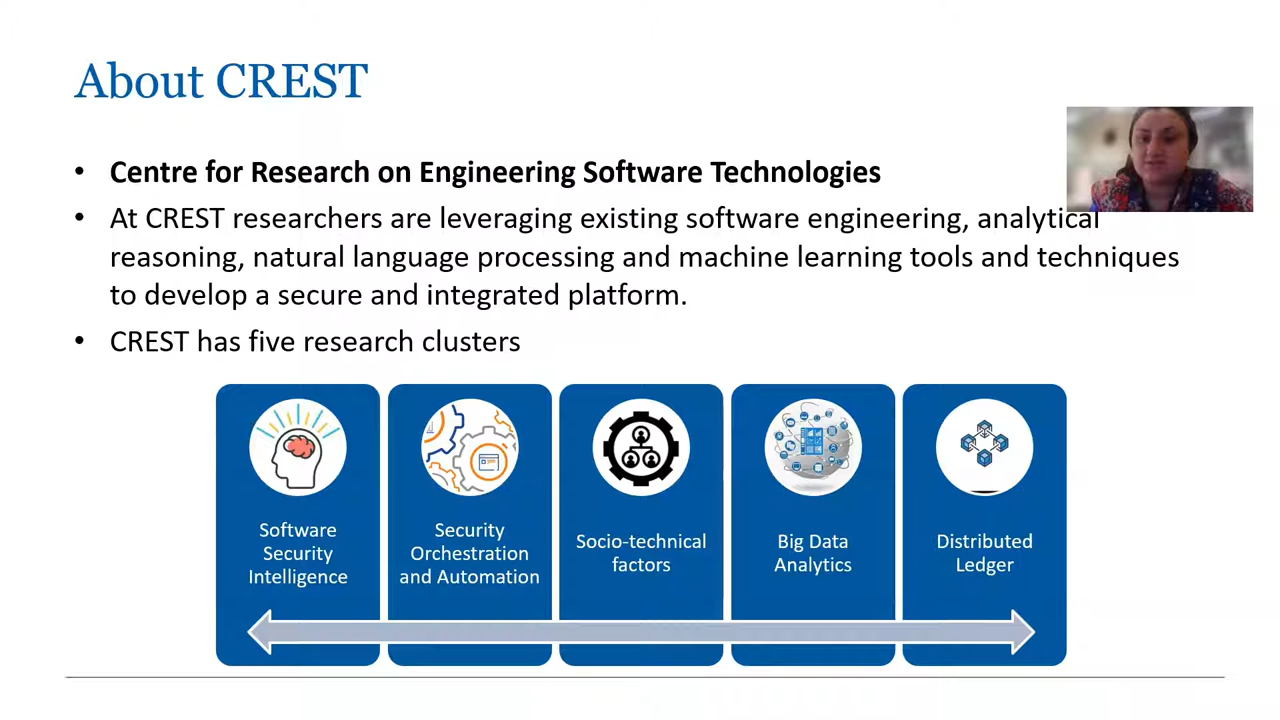 About CREST
• Centre for Research on Engineering Software Technologies
• At CREST researchers are leveraging existing software engineering, analytical
reasoning, natural language processing and machine learning tools and techniques
to develop a secure and integrated platform.
• CREST has five research clusters
Software
Security
Intelligence
Security
Orchestration
and Automation
Socio-technical
factors
Big Data
Analytics
Distributed
Ledger